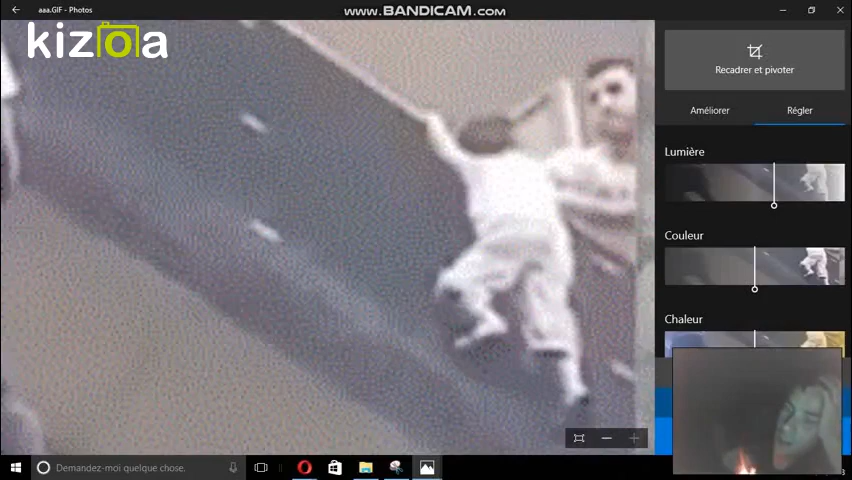 aaa.GIF - Photos
www.BANDICAM.com
kizoa
Recadrer et pivoter
Améliorer
Régler
Lumière
Couleur
Chaleur
Demandez-moi quelque chose.